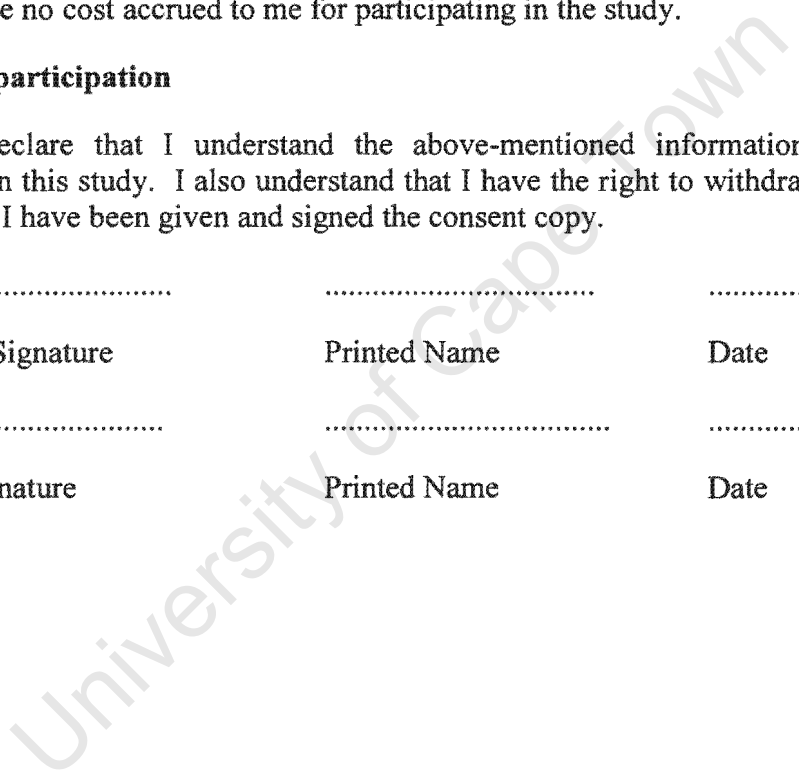 e no cost accrued to me for participating in the study.
participation
eclare that I understand the above-mentioned information
n this study. I also understand that I have the right to withdra
I have been given and signed the consent copy.
....................... .................................. ............
Signature Printed Name Date
..................... .................................... ............
nature Printed Name Date
University of Cape Town